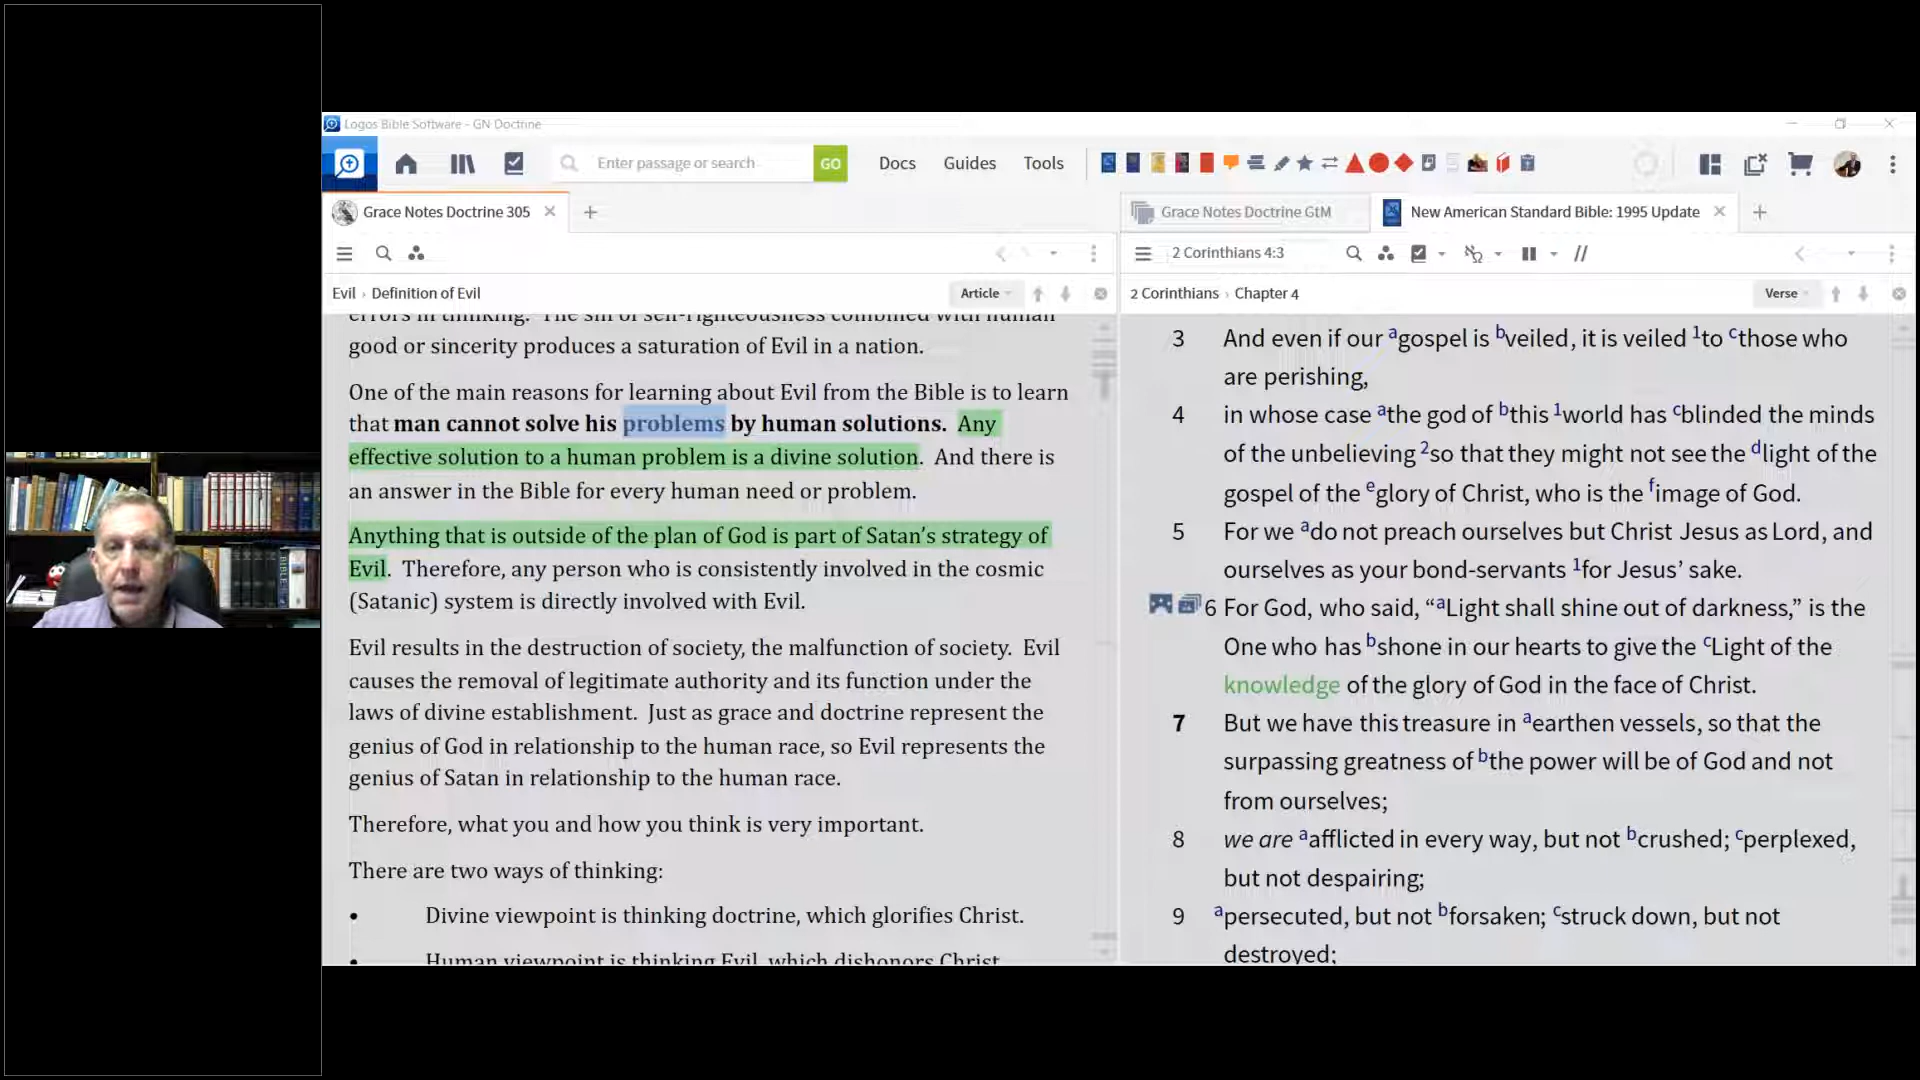 Logos Bible Software - GN Doctrine
Enter passage or search
GO
Docs
Guides
Tools
Grace Notes Doctrine 305
Evil › Definition of Evil
Article
errors in thinking. The sin of self-righteousness combined with human
good or sincerity produces a saturation of Evil in a nation.
One of the main reasons for learning about Evil from the Bible is to learn
that man cannot solve his problems by human solutions. Any
effective solution to a human problem is a divine solution. And there is
an answer in the Bible for every human need or problem.
Anything that is outside of the plan of God is part of Satan’s strategy of
Evil. Therefore, any person who is consistently involved in the cosmic
(Satanic) system is directly involved with Evil.
Evil results in the destruction of society, the malfunction of society. Evil
causes the removal of legitimate authority and its function under the
laws of divine establishment. Just as grace and doctrine represent the
genius of God in relationship to the human race, so Evil represents the
genius of Satan in relationship to the human race.
Therefore, what you and how you think is very important.
There are two ways of thinking:
• Divine viewpoint is thinking doctrine, which glorifies Christ.
• Human viewpoint is thinking Evil, which dishonors Christ.
Grace Notes Doctrine GtM
New American Standard Bible: 1995 Update
2 Corinthians 4:3
2 Corinthians › Chapter 4
Verse
3 And even if our agospel is bveiled, it is veiled 1to cthose who
are perishing,
4 in whose case athe god of bthis 1world has cblinded the minds
of the unbelieving 2so that they might not see the dlight of the
gospel of the eglory of Christ, who is the fimage of God.
5 For we ado not preach ourselves but Christ Jesus as Lord, and
ourselves as your bond-servants 1for Jesus’ sake.
6 For God, who said, “aLight shall shine out of darkness,” is the
One who has bshone in our hearts to give the cLight of the
knowledge of the glory of God in the face of Christ.
7 But we have this treasure in aearthen vessels, so that the
surpassing greatness of bthe power will be of God and not
from ourselves;
8 we are aafflicted in every way, but not bcrushed; cperplexed,
but not despairing;
9 apersecuted, but not bforsaken; cstruck down, but not
destroyed;